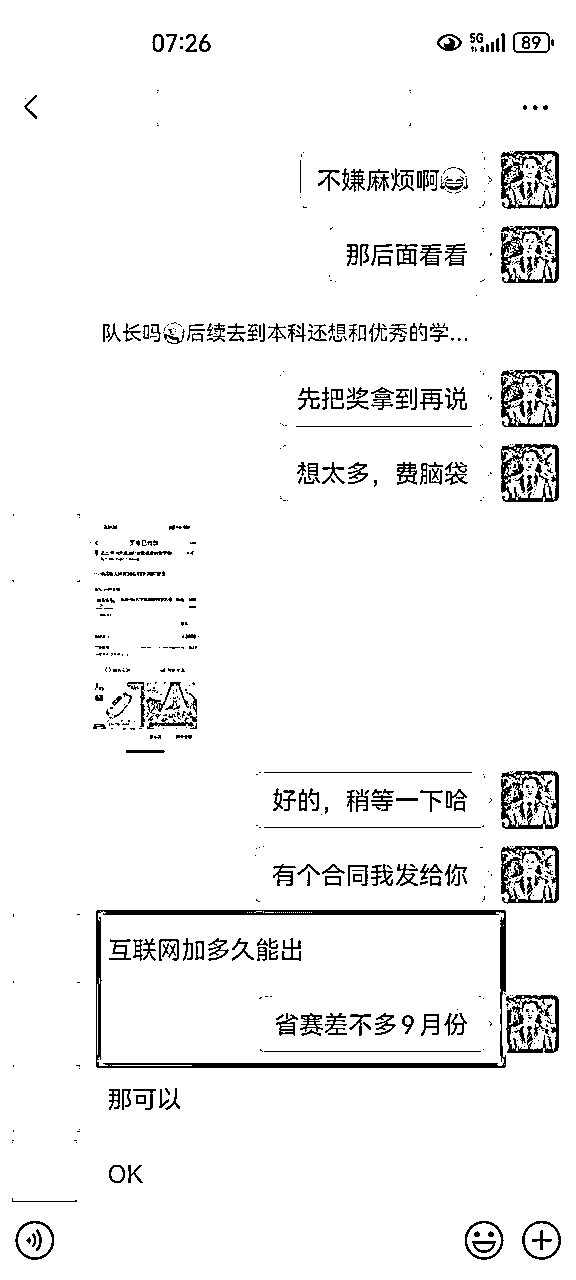 07:26
5G
89
不嫌麻烦啊😂
那后面看看
队长吗 后续去到本科还想和优秀的学...
先把奖拿到再说
想太多，费脑袋
好的，稍等一下哈
有个合同我发给你
互联网加多久能出
省赛差不多9月份
那可以
OK